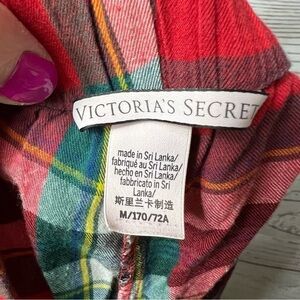 VICTORIA'S SECRET
made in Sri Lanka/
fabriqué au Sri Lanka/
hecho en Sri Lanka/
fabbricato in
Sri Lanka/
斯里兰卡制造
M/170/72A